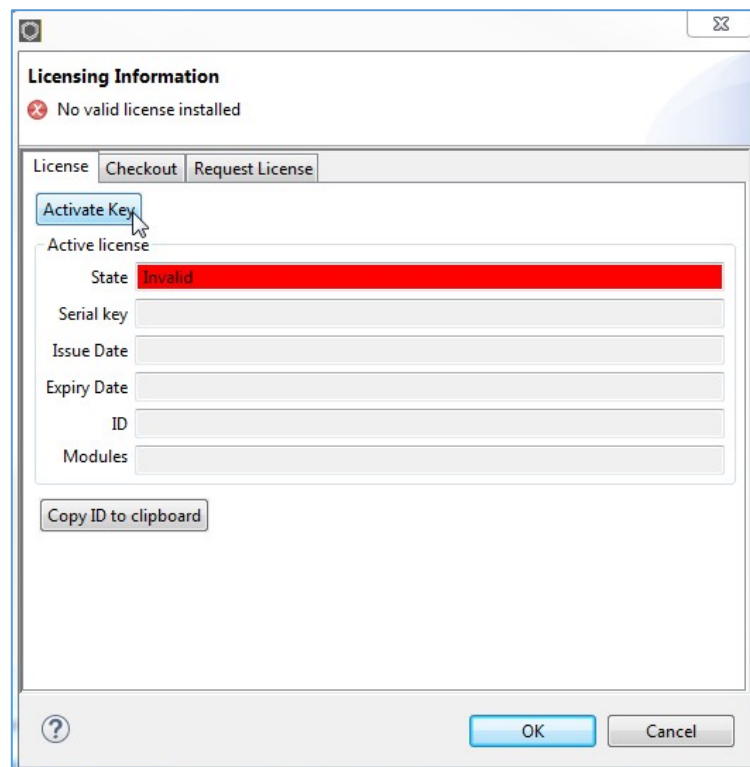 Licensing Information
No valid license installed
License Checkout Request License
Activate Key
Active license
State Invalid
Serial key
Issue Date
Expiry Date
ID
Modules
Copy ID to clipboard
? OK Cancel